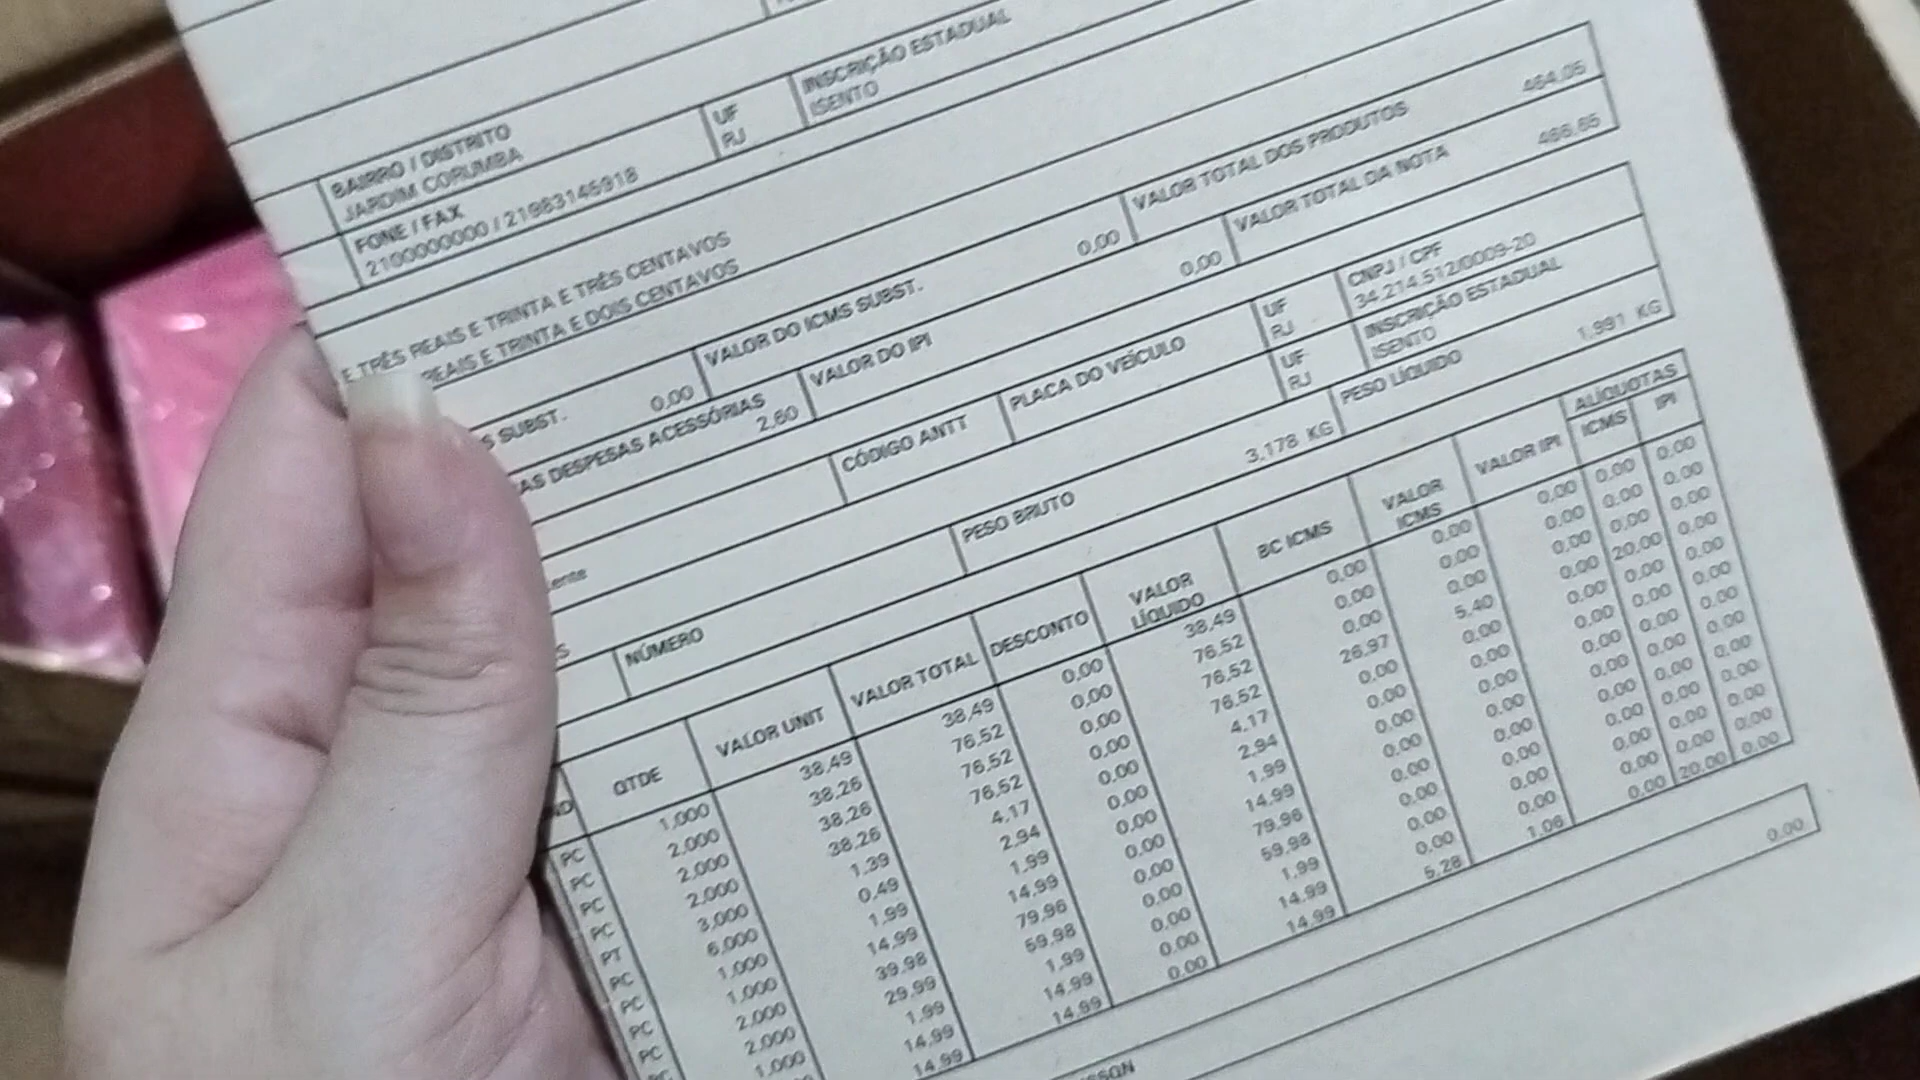 INSCRIÇÃO ESTADUAL
UF
ISENTO
RJ
BAIRRO / DISTRITO
JARDIM CORUMBA
FONE / FAX
2100000000 / 21983146918
VALOR TOTAL DOS PRODUTOS
464,05
VALOR TOTAL DA NOTA
466,65
E TRÊS REAIS E TRINTA E TRÊS CENTAVOS
REAIS E TRINTA E DOIS CENTAVOS
S SUBST. 0,00
VALOR DO ICMS SUBST. 0,00
AS DESPESAS ACESSÓRIAS 2,60
VALOR DO IPI 0,00
CÓDIGO ANTT
PLACA DO VEÍCULO
UF
RJ
CNPJ / CPF
34.214.512/0009-20
UF
RJ
INSCRIÇÃO ESTADUAL
ISENTO
ente
NÚMERO
PESO BRUTO 3,178 KG
PESO LÍQUIDO 1,991 KG
QTDE VALOR UNIT VALOR TOTAL DESCONTO VALOR LÍQUIDO BC ICMS VALOR ICMS VALOR IPI ALÍQUOTAS ICMS IPI
PC 1,000 38,49 38,49 0,00 38,49 0,00 0,00 0,00 0,00 0,00
PC 2,000 38,26 76,52 0,00 76,52 0,00 0,00 0,00 0,00 0,00
PC 2,000 38,26 76,52 0,00 76,52 0,00 0,00 0,00 0,00 0,00
PC 2,000 38,26 76,52 0,00 76,52 26,97 5,40 0,00 20,00 0,00
PT 3,000 1,39 4,17 0,00 4,17 0,00 0,00 0,00 0,00 0,00
PC 6,000 0,49 2,94 0,00 2,94 0,00 0,00 0,00 0,00 0,00
PC 1,000 1,99 1,99 0,00 1,99 0,00 0,00 0,00 0,00 0,00
PC 1,000 14,99 14,99 0,00 14,99 0,00 0,00 0,00 0,00 0,00
PC 2,000 39,98 79,96 0,00 79,96 0,00 0,00 0,00 0,00 0,00
2,000 29,99 59,98 0,00 59,98 0,00 0,00 0,00 0,00 0,00
1,000 1,99 1,99 0,00 1,99 0,00 0,00 0,00 0,00 0,00
14,99 14,99 0,00 14,99 0,00 0,00 0,00 0,00 0,00
14,99 14,99 0,00 14,99 5,28 1,06 0,00 20,00 0,00
0,00